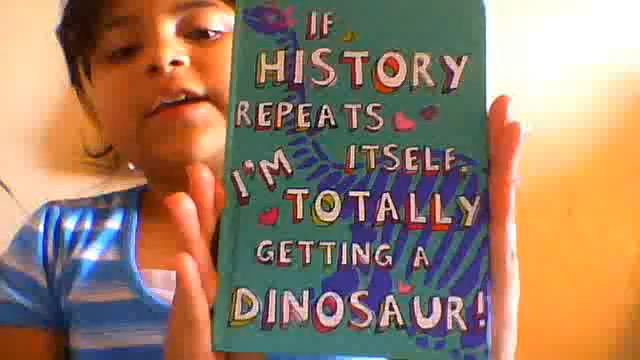 IF
HISTORY
REPEATS
I'M ITSELF.
TOTALLY
GETTING A
DINOSAUR!